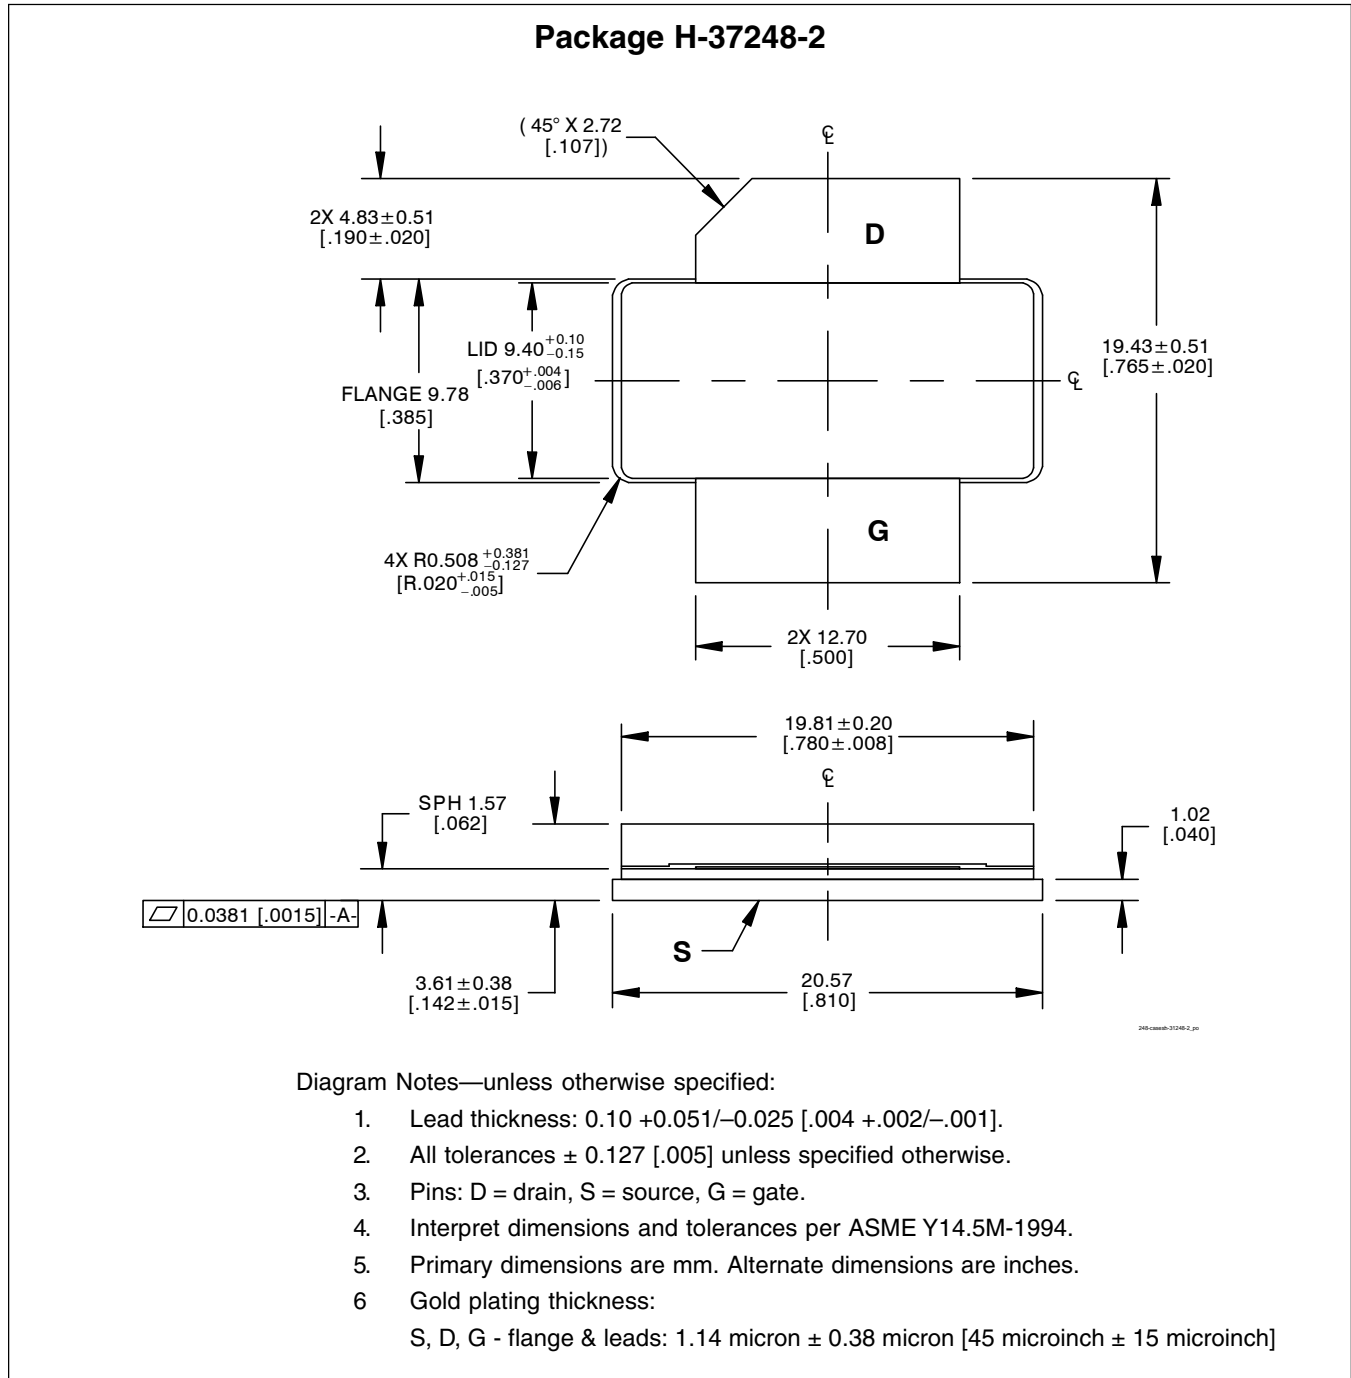 Package H-37248-2
( 45° X 2.72
[.107])
℄
2X 4.83±0.51
[.190±.020]
D
LID 9.40 +0.10 −0.15
[.370 +.004 −.006]
19.43±0.51
[.765±.020]
FLANGE 9.78
[.385]
℄
G
4X R0.508 +0.381 −0.127
[R.020 +.015 −.005]
2X 12.70
[.500]
19.81±0.20
[.780±.008]
℄
SPH 1.57
[.062]
1.02
[.040]
⏥ 0.0381 [.0015] -A-
S
3.61±0.38
[.142±.015]
20.57
[.810]
Diagram Notes—unless otherwise specified:
1. Lead thickness: 0.10 +0.051/–0.025 [.004 +.002/–.001].
2. All tolerances ± 0.127 [.005] unless specified otherwise.
3. Pins: D = drain, S = source, G = gate.
4. Interpret dimensions and tolerances per ASME Y14.5M-1994.
5. Primary dimensions are mm. Alternate dimensions are inches.
6 Gold plating thickness:
S, D, G - flange & leads: 1.14 micron ± 0.38 micron [45 microinch ± 15 microinch]